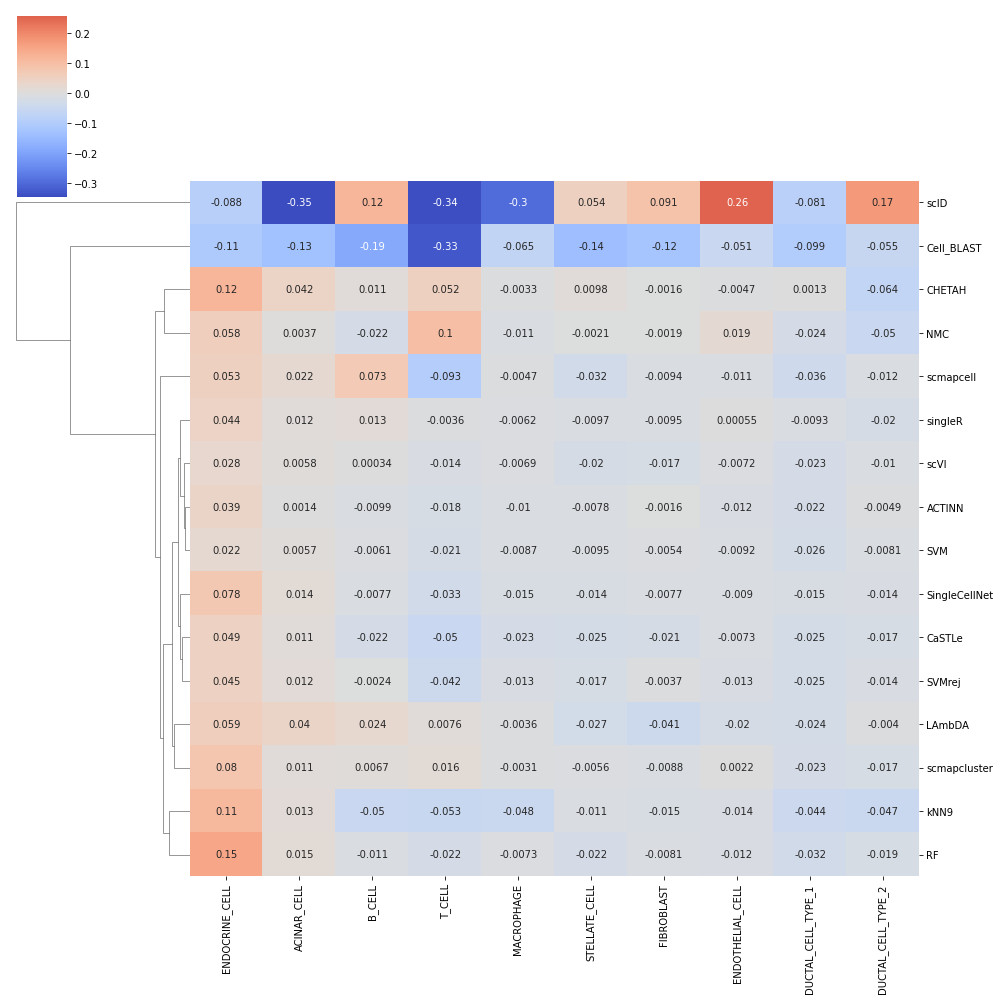 0.2
0.1
0.0
−0.1
−0.2
−0.3
-0.088 -0.35 0.12 -0.34 -0.3 0.054 0.091 0.26 -0.081 0.17 scID
-0.11 -0.13 -0.19 -0.33 -0.065 -0.14 -0.12 -0.051 -0.099 -0.055 Cell_BLAST
0.12 0.042 0.011 0.052 -0.0033 0.0098 -0.0016 -0.0047 0.0013 -0.064 CHETAH
0.058 0.0037 -0.022 0.1 -0.011 -0.0021 -0.0019 0.019 -0.024 -0.05 NMC
0.053 0.022 0.073 -0.093 -0.0047 -0.032 -0.0094 -0.011 -0.036 -0.012 scmapcell
0.044 0.012 0.013 -0.0036 -0.0062 -0.0097 -0.0095 0.00055 -0.0093 -0.02 singleR
0.028 0.0058 0.00034 -0.014 -0.0069 -0.02 -0.017 -0.0072 -0.023 -0.01 scVI
0.039 0.0014 -0.0099 -0.018 -0.01 -0.0078 -0.0016 -0.012 -0.022 -0.0049 ACTINN
0.022 0.0057 -0.0061 -0.021 -0.0087 -0.0095 -0.0054 -0.0092 -0.026 -0.0081 SVM
0.078 0.014 -0.0077 -0.033 -0.015 -0.014 -0.0077 -0.009 -0.015 -0.014 SingleCellNet
0.049 0.011 -0.022 -0.05 -0.023 -0.025 -0.021 -0.0073 -0.025 -0.017 CaSTLe
0.045 0.012 -0.0024 -0.042 -0.013 -0.017 -0.0037 -0.013 -0.025 -0.014 SVMrej
0.059 0.04 0.024 0.0076 -0.0036 -0.027 -0.041 -0.02 -0.024 -0.004 LAmbDA
0.08 0.011 0.0067 0.016 -0.0031 -0.0056 -0.0088 0.0022 -0.023 -0.017 scmapcluster
0.11 0.013 -0.05 -0.053 -0.048 -0.011 -0.015 -0.014 -0.044 -0.047 kNN9
0.15 0.015 -0.011 -0.022 -0.0073 -0.022 -0.0081 -0.012 -0.032 -0.019 RF
ENDOCRINE_CELL
ACINAR_CELL
B_CELL
T_CELL
MACROPHAGE
STELLATE_CELL
FIBROBLAST
ENDOTHELIAL_CELL
DUCTAL_CELL_TYPE_1
DUCTAL_CELL_TYPE_2